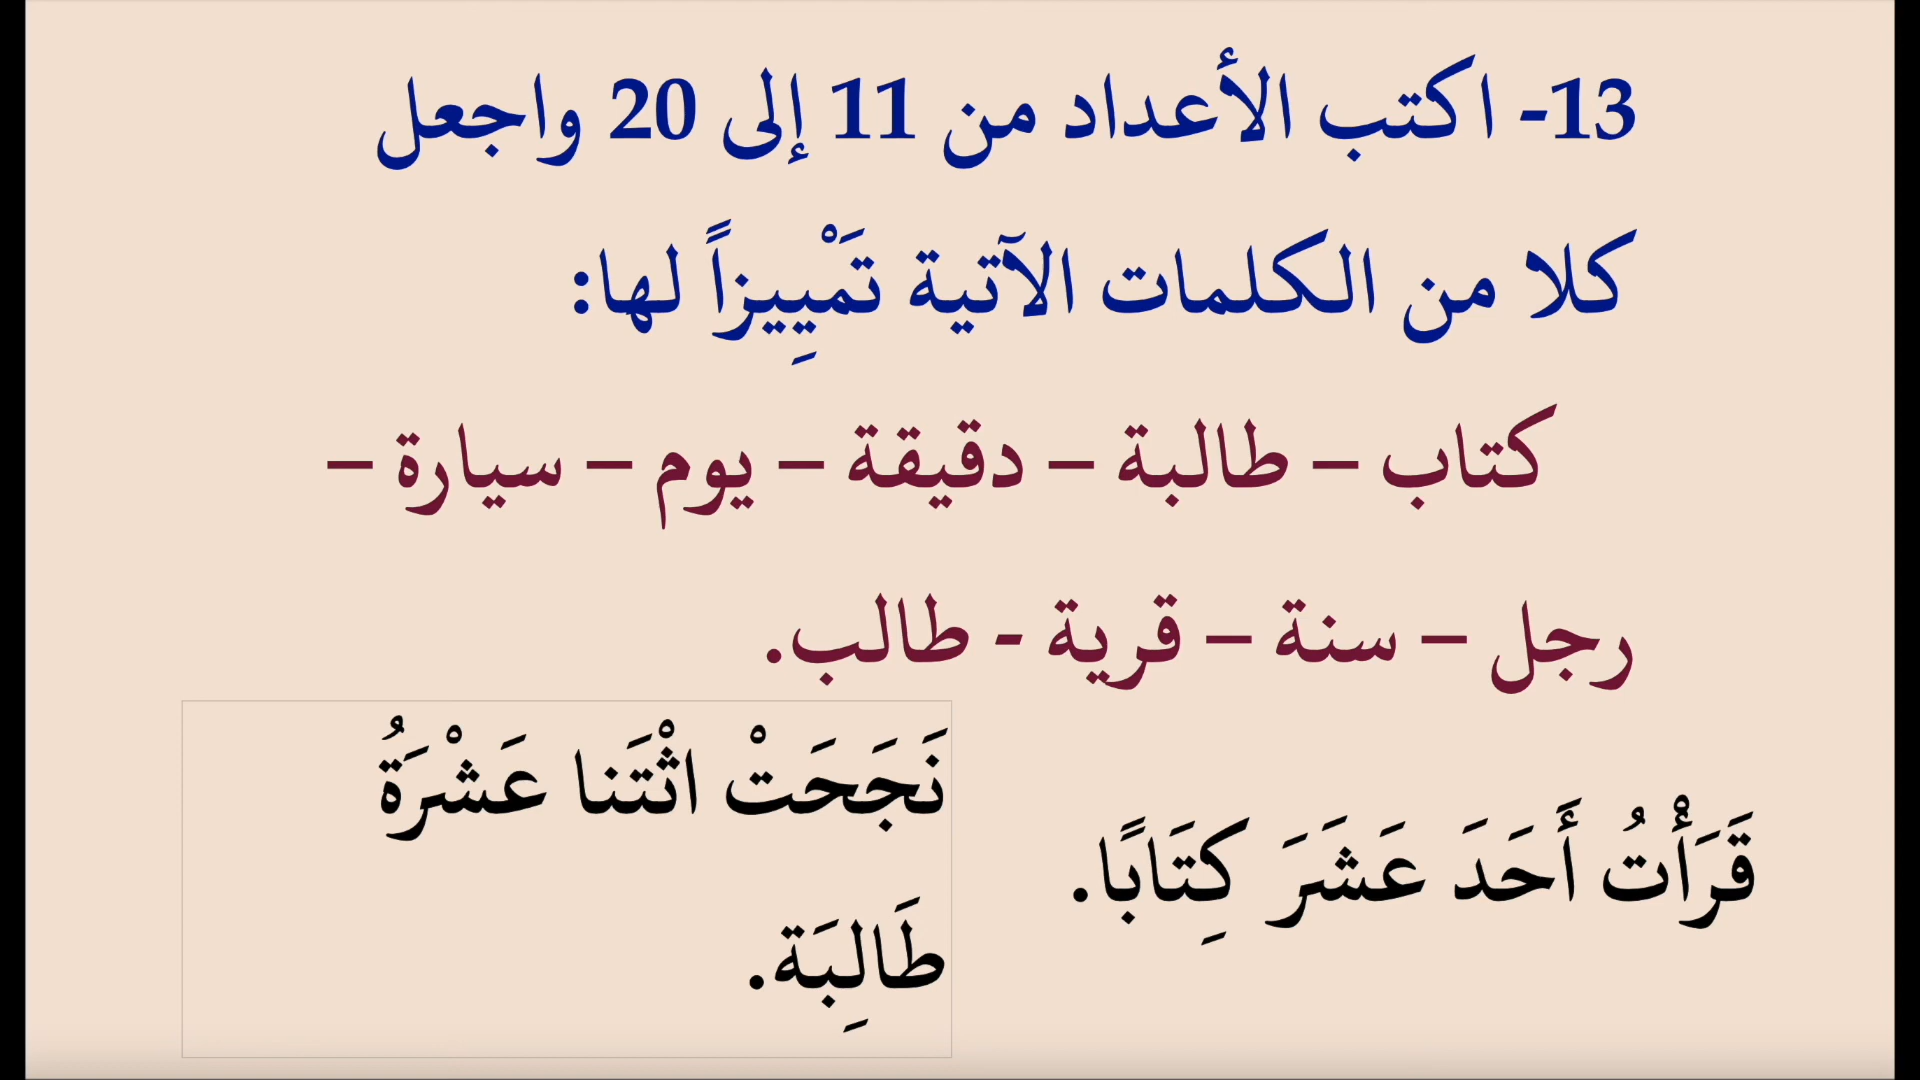 13- اكتب الأعداد من 11 إلى 20 واجعل
كلا من الكلمات الآتية تَمْيِيزاً لها:
كتاب – طالبة – دقيقة – يوم – سيارة –
رجل – سنة – قرية - طالب.
قَرَأْتُ أَحَدَ عَشَرَ كِتَابًا.
نَجَحَتْ اثْتَنا عَشْرَةُ
طَالِبَة.